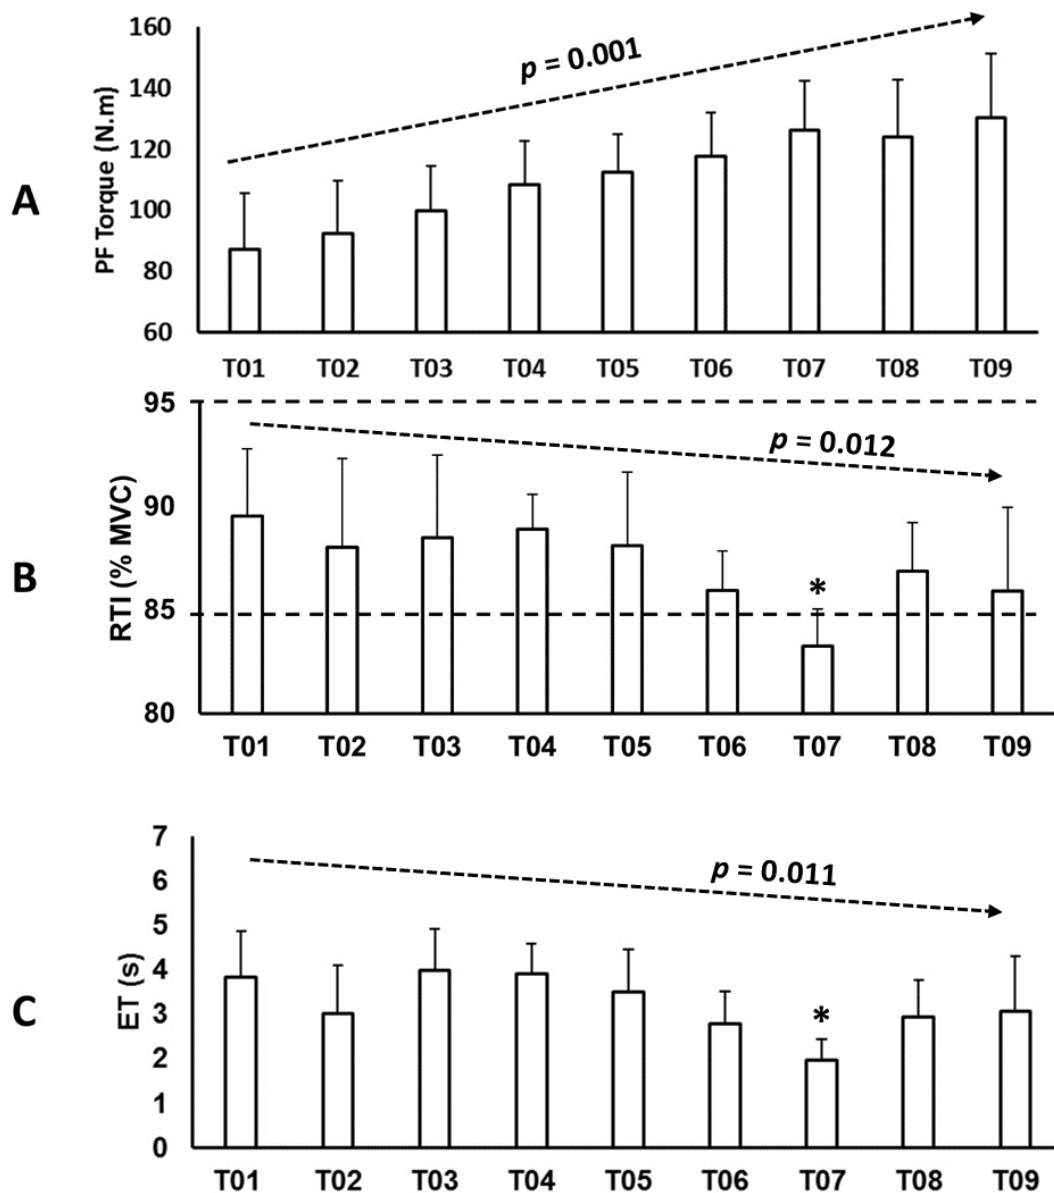 A
PF Torque (N.m)
160
140
120
100
80
60
p = 0.001
T01 T02 T03 T04 T05 T06 T07 T08 T09
B
RTI (% MVC)
95
90
85
80
p = 0.012
*
T01 T02 T03 T04 T05 T06 T07 T08 T09
C
ET (s)
7
6
5
4
3
2
1
0
p = 0.011
*
T01 T02 T03 T04 T05 T06 T07 T08 T09